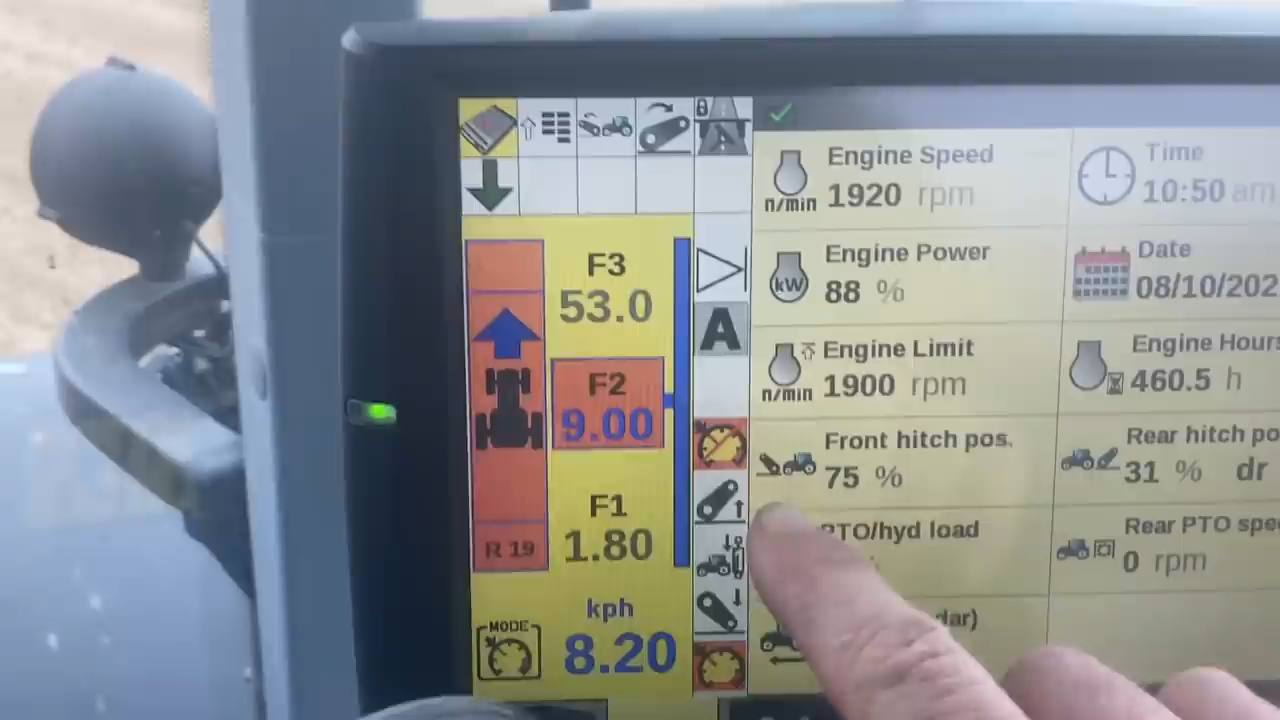 Engine Speed
1920 rpm
n/min
Time
10:50 am
F3
53.0
Engine Power
kW
88 %
Date
08/10/202
A
F2
9.00
Engine Limit
1900 rpm
n/min
Engine Hours
460.5 h
Front hitch pos.
75 %
Rear hitch po
31 % dr
F1
1.80
R 19
PTO/hyd load
Rear PTO spee
0 rpm
kph
8.20
MODE
dar)